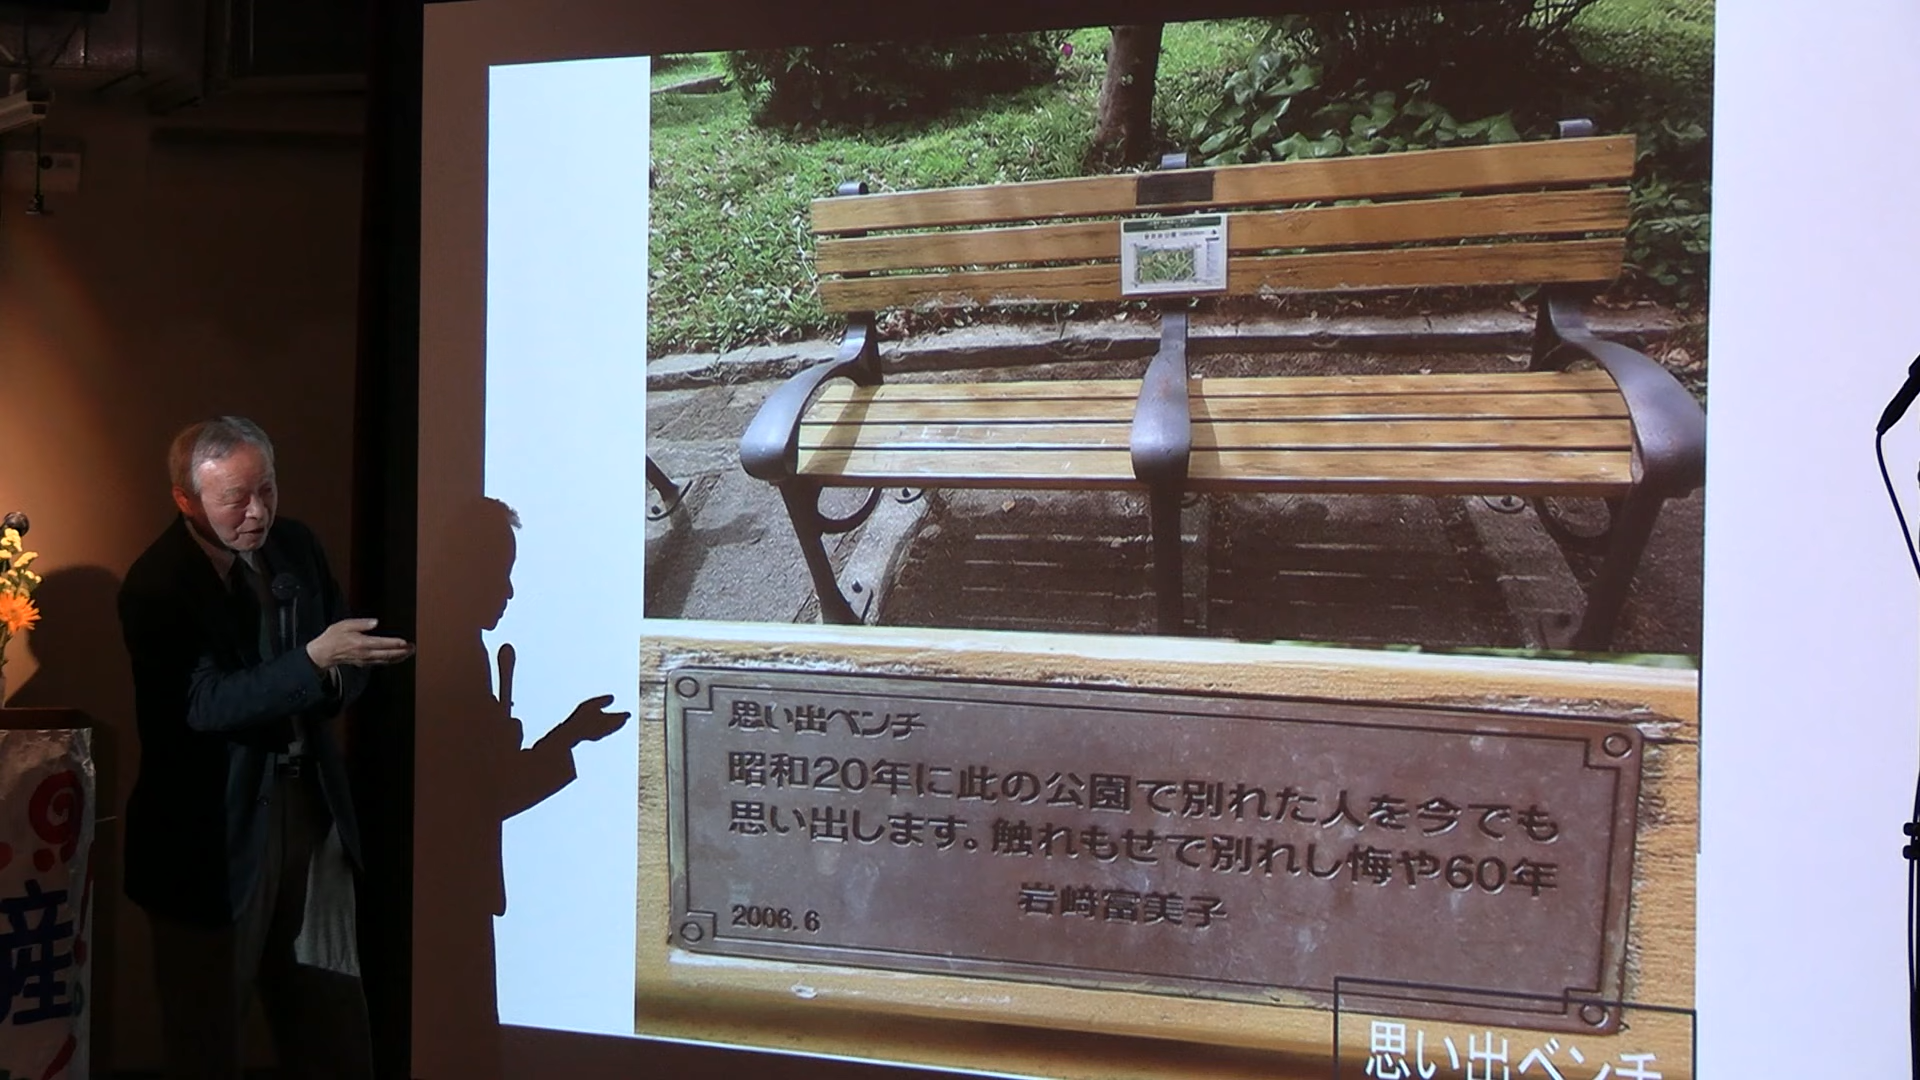 思い出ベンチ
昭和20年に此の公園で別れた人を今でも
思い出します。触れもせで別れし悔や60年
岩﨑富美子
2006.6
思い出ベンチ
産